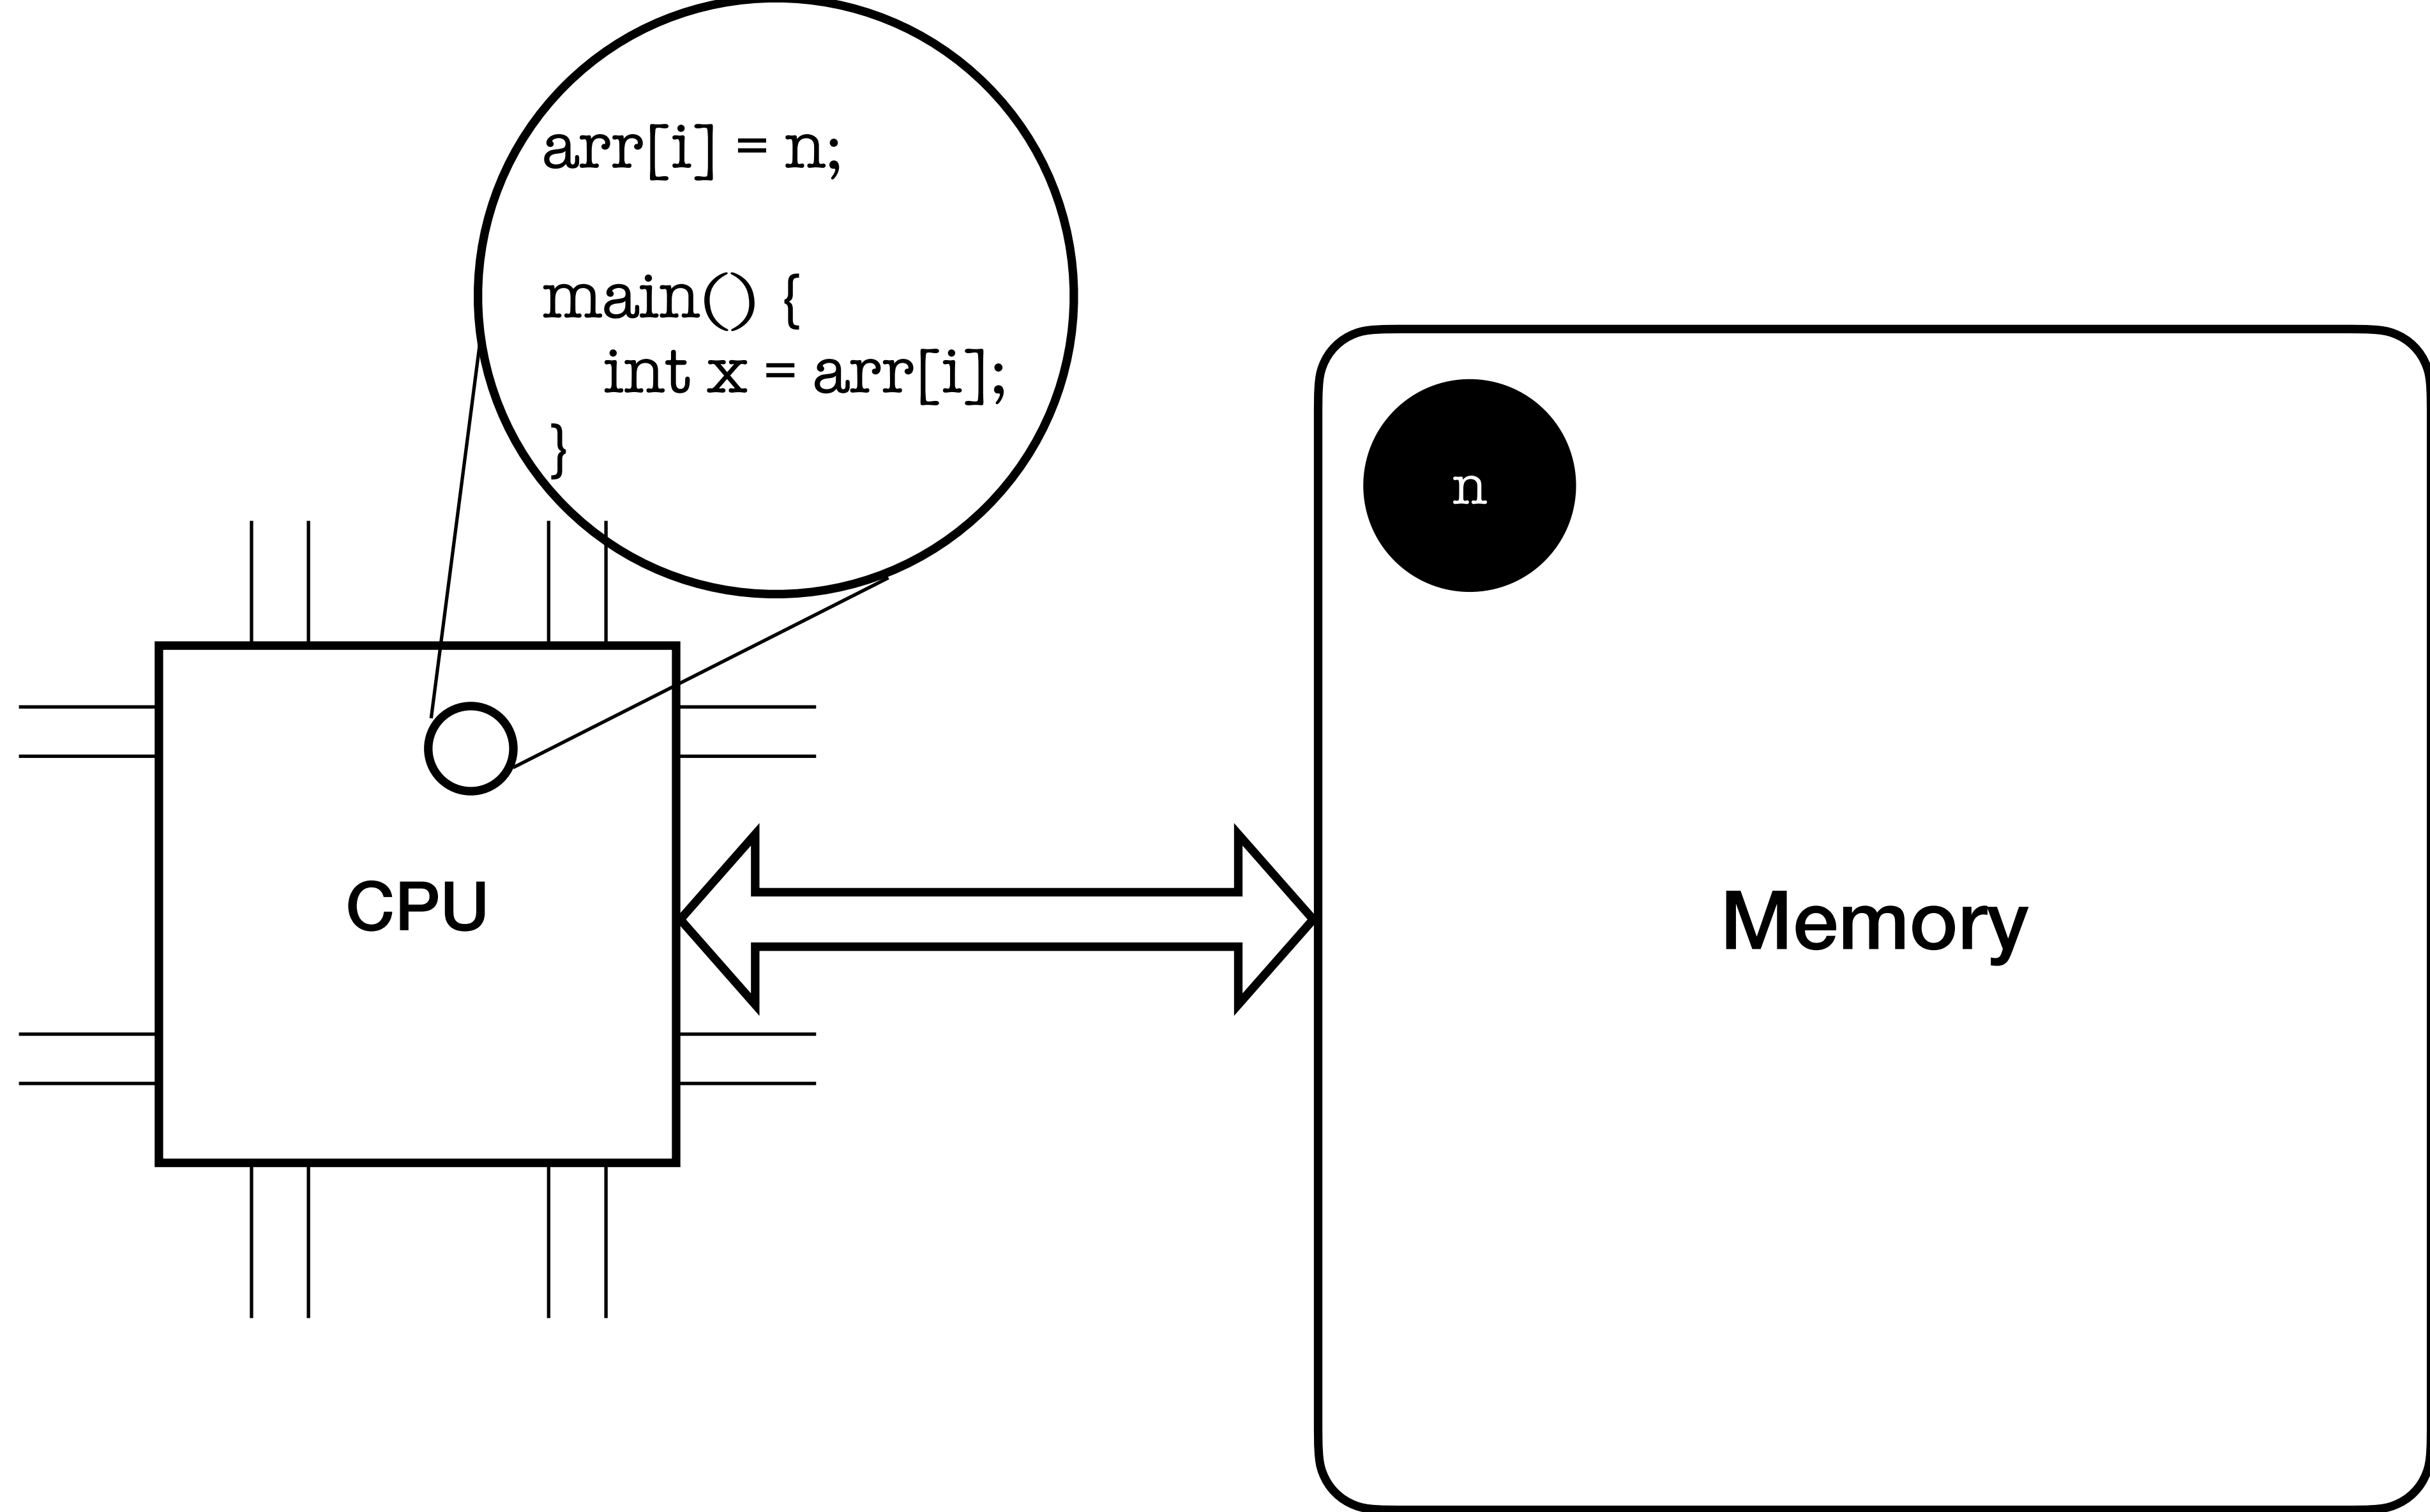 arr[i] = n;
main() {
int x = arr[i];
}
n
CPU
Memory